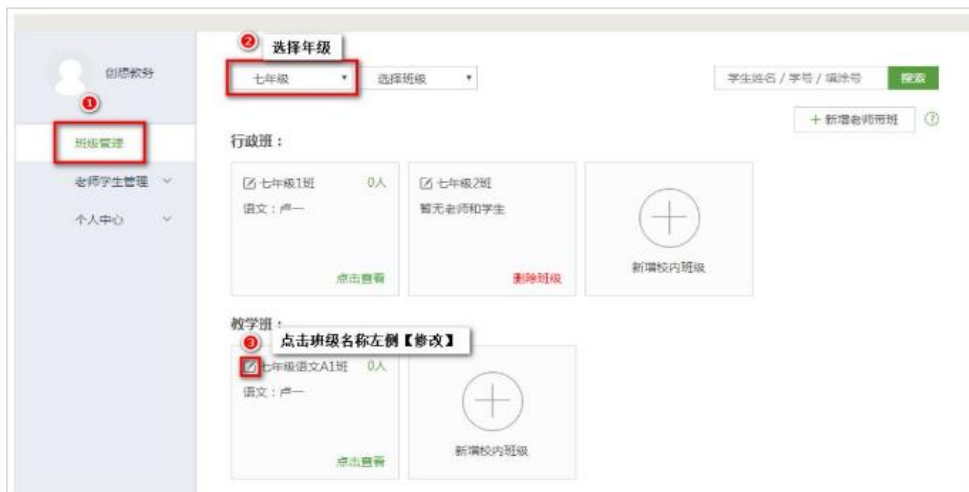 2 选择年级
创想教务
七年级 选择班级 学生姓名 / 学号 / 填涂号 搜索
1
+ 新增老师带班 ?
班级管理
行政班：
老师学生管理
七年级1班 0人 七年级2班
语文：卢一 暂无老师和学生
个人中心
新增校内班级
点击查看 删除班级
教学班：
3 点击班级名称左侧【修改】
七年级语文A1班 0人
语文：卢一
新增校内班级
点击查看